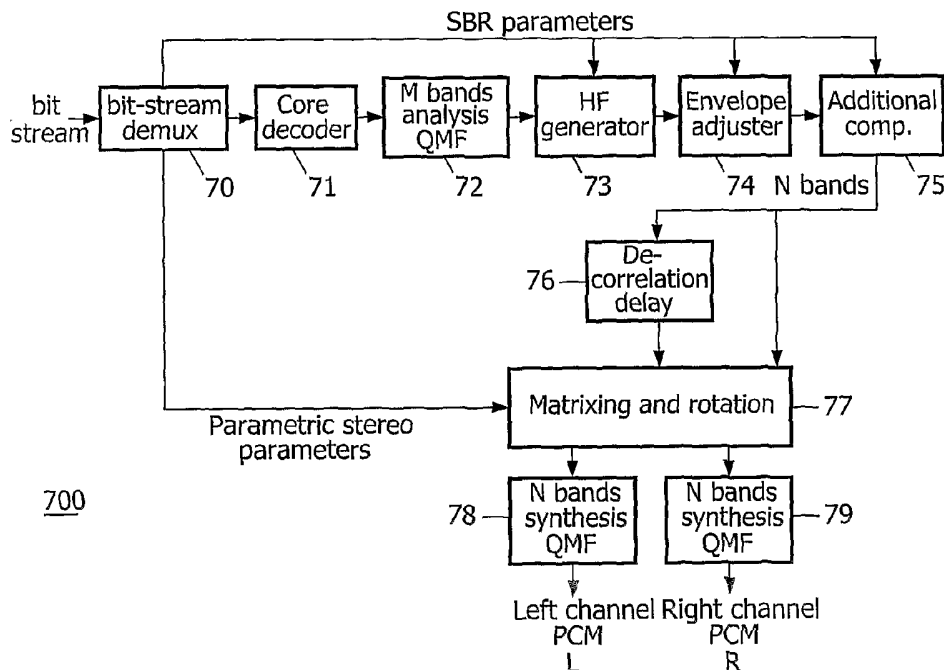 SBR parameters
bit
stream
bit-stream
demux
Core
decoder
M bands
analysis
QMF
HF
generator
Envelope
adjuster
Additional
comp.
70
71
72
73
74
N bands
75
De-
correlation
delay
76
Matrixing and rotation
77
Parametric stereo
parameters
700
78
N bands
synthesis
QMF
N bands
synthesis
QMF
79
Left channel
PCM
L
Right channel
PCM
R